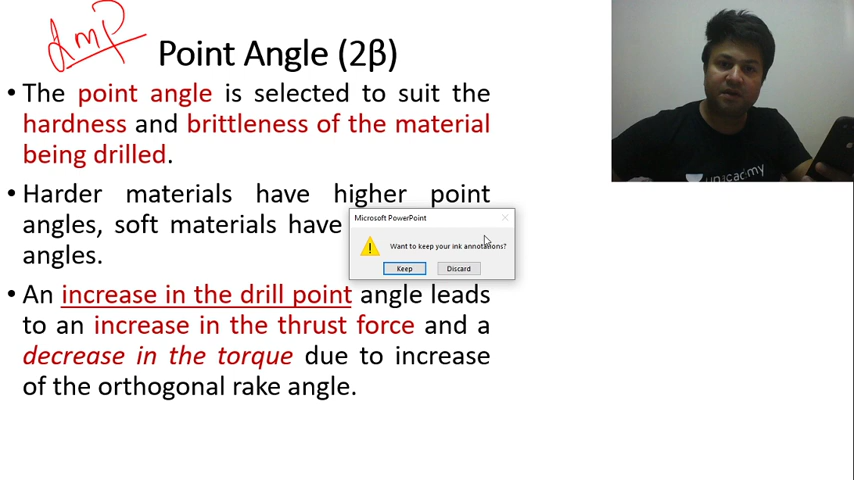 Imp
Point Angle (2β)
• The point angle is selected to suit the
hardness and brittleness of the material
being drilled.
• Harder materials have higher point
angles, soft materials have
angles.
• An increase in the drill point angle leads
to an increase in the thrust force and a
decrease in the torque due to increase
of the orthogonal rake angle.
Microsoft PowerPoint
Want to keep your ink annotations?
Keep
Discard